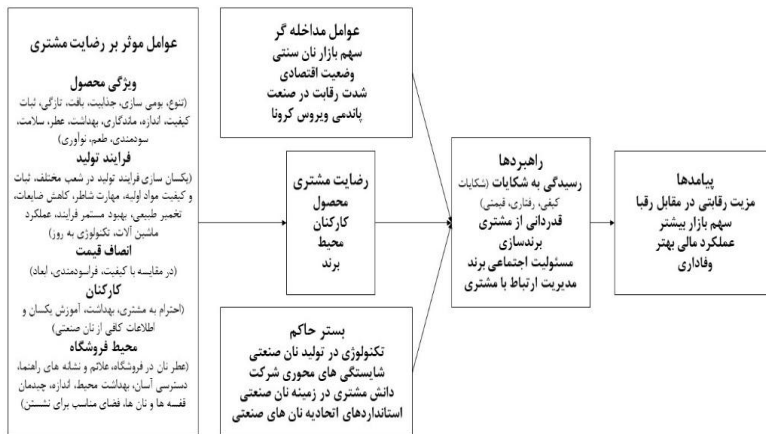 عوامل موثر بر رضایت مشتری
ویژگی محصول
(تنوع، بومی سازی، جذابیت، بافت، تازگی، ثبات
کیفیت، اندازه، ماندگاری، بهداشت، عطر، سلامت،
سودمندی، طعم، نوآوری)
فرایند تولید
(یکسان سازی فرایند تولید در شعب مختلف، ثبات
و کیفیت مواد اولیه، مهارت شاطر، کاهش ضایعات،
تخمیر طبیعی، بهبود مستمر فرایند، عملکرد
ماشین آلات، تکنولوژی به روز)
انصاف قیمت
(در مقایسه با کیفیت، فراسودمندی، ابعاد)
کارکنان
(احترام به مشتری، بهداشت، آموزش یکسان و
اطلاعات کافی از نان صنعتی)
محیط فروشگاه
(عطر نان در فروشگاه، علائم و نشانه های راهنما،
دسترسی آسان، بهداشت محیط، اندازه، چیدمان
قفسه ها و نان ها، فضای مناسب برای نشستن)
عوامل مداخله گر
سهم بازار نان سنتی
وضعیت اقتصادی
شدت رقابت در صنعت
پاندمی ویروس کرونا
رضایت مشتری
محصول
کارکنان
محیط
برند
بستر حاکم
تکنولوژی در تولید نان صنعتی
شایستگی های محوری شرکت
دانش مشتری در زمینه نان صنعتی
استانداردهای اتحادیه نان های صنعتی
راهبردها
رسیدگی به شکایات (شکایات
کیفی، رفتاری، قیمتی)
قدردانی از مشتری
برندسازی
مسئولیت اجتماعی برند
مدیریت ارتباط با مشتری
پیامدها
مزیت رقابتی در مقابل رقبا
سهم بازار بیشتر
عملکرد مالی بهتر
وفاداری